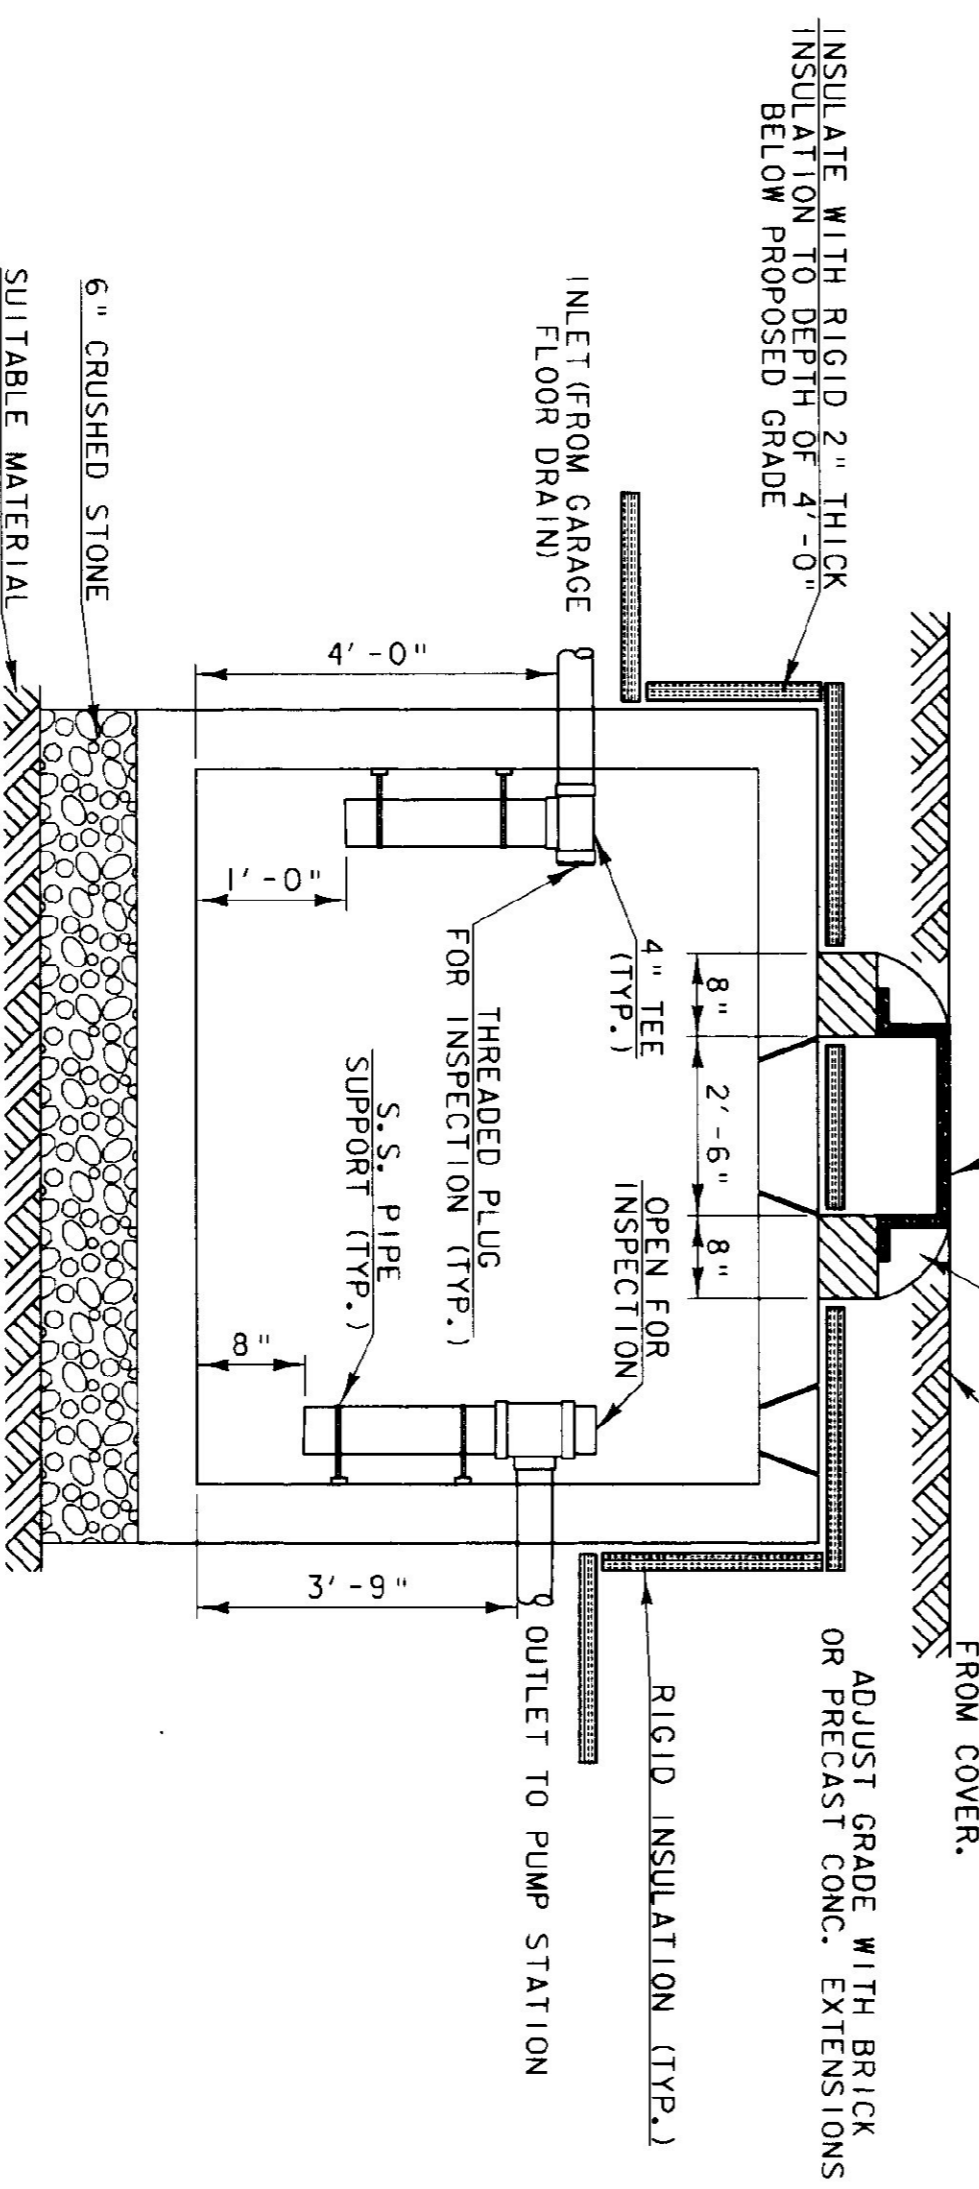 FROM COVER.
ADJUST GRADE WITH BRICK
OR PRECAST CONC. EXTENSIONS
INSULATE WITH RIGID 2" THICK
INSULATION TO DEPTH OF 4'-0"
BELOW PROPOSED GRADE
8"
2'-6"
8"
RIGID INSULATION (TYP.)
4" TEE
(TYP.)
OPEN FOR
INSPECTION
INLET (FROM GARAGE
FLOOR DRAIN)
OUTLET TO PUMP STATION
THREADED PLUG
FOR INSPECTION (TYP.)
4'-0"
S.S. PIPE
SUPPORT (TYP.)
3'-9"
1'-0"
8"
6" CRUSHED STONE
SUITABLE MATERIAL